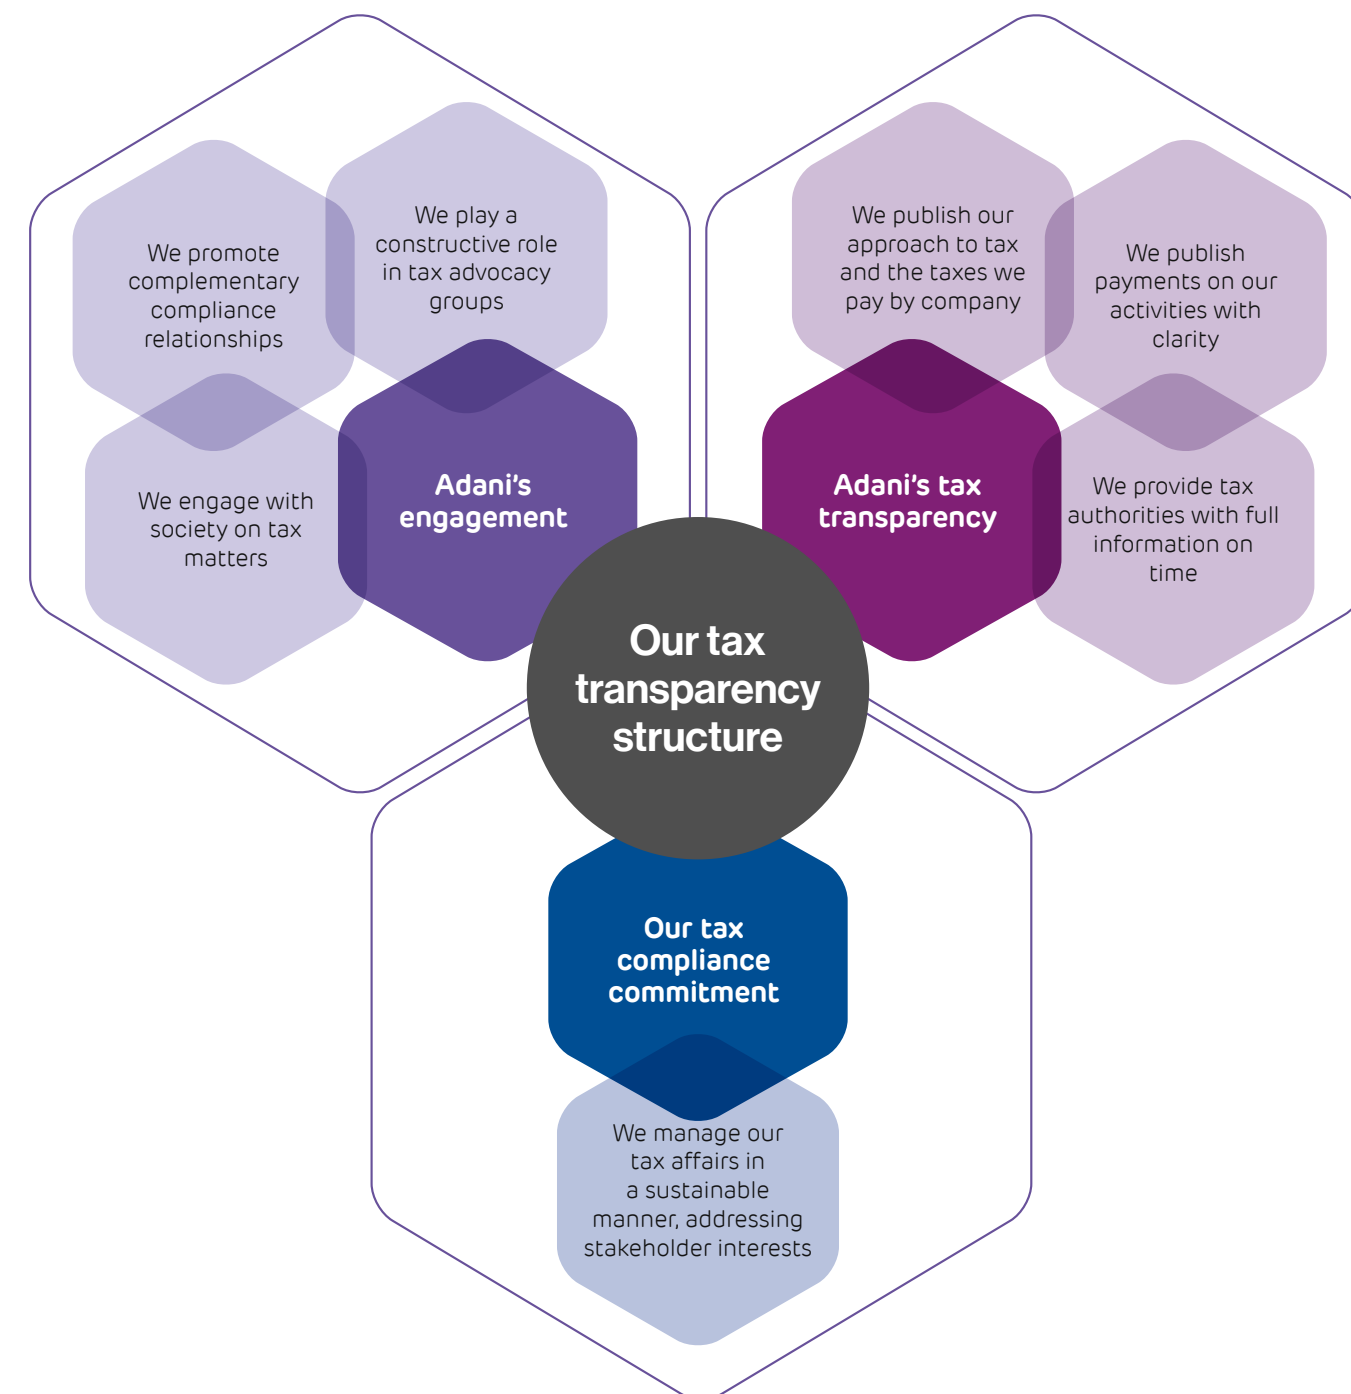 We promote
complementary
compliance
relationships
We play a
constructive role
in tax advocacy
groups
We engage with
society on tax
matters
Adani's
engagement
We publish our
approach to tax
and the taxes we
pay by company
We publish
payments on our
activities with
clarity
Adani's tax
transparency
We provide tax
authorities with full
information on
time
Our tax
transparency
structure
Our tax
compliance
commitment
We manage our
tax affairs in
a sustainable
manner, addressing
stakeholder interests